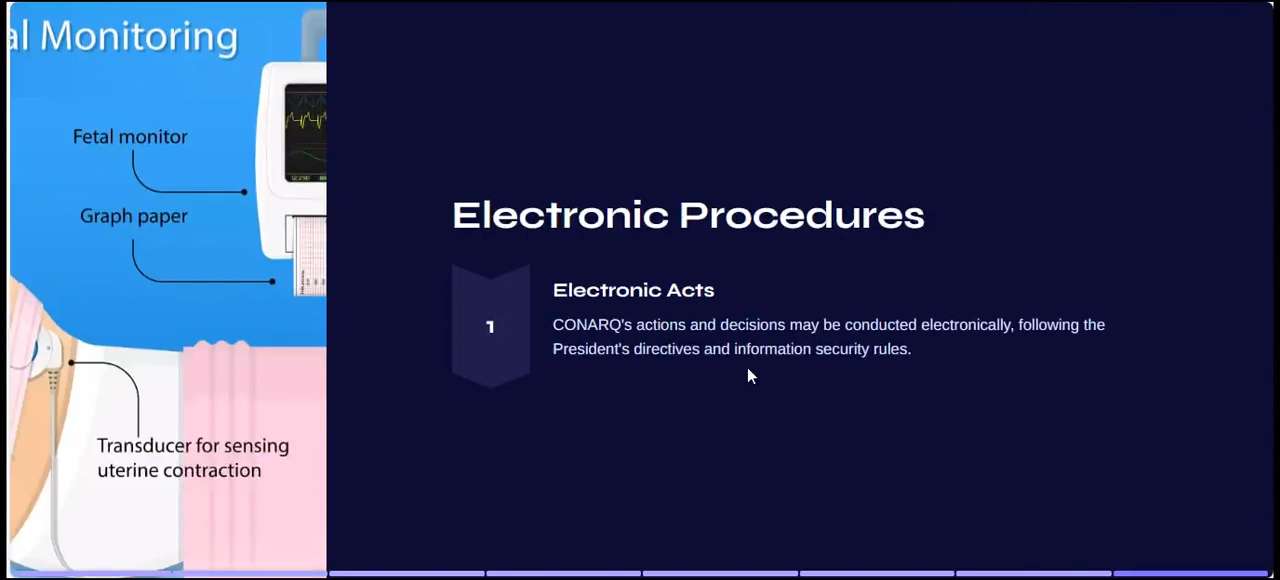 al Monitoring
Fetal monitor
Graph paper
Transducer for sensing
uterine contraction
Electronic Procedures
1
Electronic Acts
CONARQ's actions and decisions may be conducted electronically, following the
President's directives and information security rules.